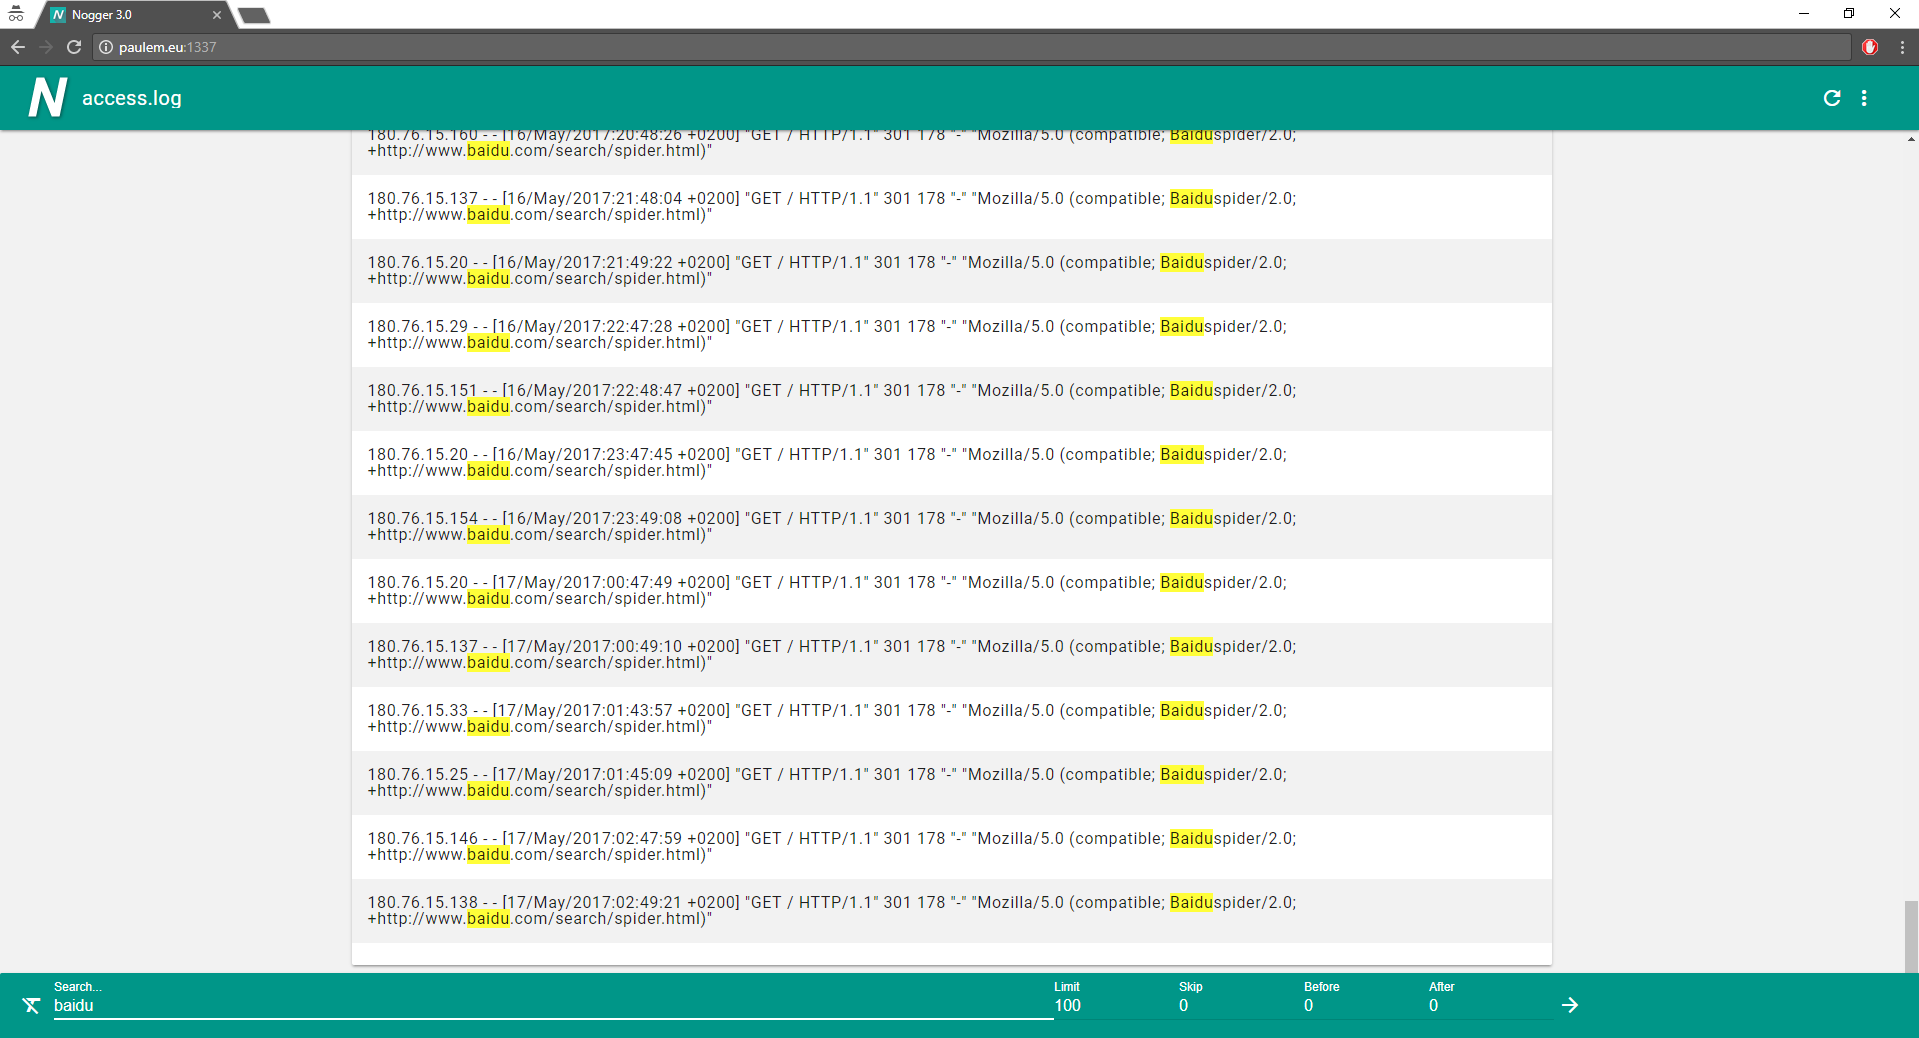 Nogger 3.0
paulem.eu:1337
N access.log
180.76.15.160 - - [16/May/2017:20:48:26 +0200] "GET / HTTP/1.1" 301 178 "-" "Mozilla/5.0 (compatible; Baiduspider/2.0;
+http://www.baidu.com/search/spider.html)"
180.76.15.137 - - [16/May/2017:21:48:04 +0200] "GET / HTTP/1.1" 301 178 "-" "Mozilla/5.0 (compatible; Baiduspider/2.0;
+http://www.baidu.com/search/spider.html)"
180.76.15.20 - - [16/May/2017:21:49:22 +0200] "GET / HTTP/1.1" 301 178 "-" "Mozilla/5.0 (compatible; Baiduspider/2.0;
+http://www.baidu.com/search/spider.html)"
180.76.15.29 - - [16/May/2017:22:47:28 +0200] "GET / HTTP/1.1" 301 178 "-" "Mozilla/5.0 (compatible; Baiduspider/2.0;
+http://www.baidu.com/search/spider.html)"
180.76.15.151 - - [16/May/2017:22:48:47 +0200] "GET / HTTP/1.1" 301 178 "-" "Mozilla/5.0 (compatible; Baiduspider/2.0;
+http://www.baidu.com/search/spider.html)"
180.76.15.20 - - [16/May/2017:23:47:45 +0200] "GET / HTTP/1.1" 301 178 "-" "Mozilla/5.0 (compatible; Baiduspider/2.0;
+http://www.baidu.com/search/spider.html)"
180.76.15.154 - - [16/May/2017:23:49:08 +0200] "GET / HTTP/1.1" 301 178 "-" "Mozilla/5.0 (compatible; Baiduspider/2.0;
+http://www.baidu.com/search/spider.html)"
180.76.15.20 - - [17/May/2017:00:47:49 +0200] "GET / HTTP/1.1" 301 178 "-" "Mozilla/5.0 (compatible; Baiduspider/2.0;
+http://www.baidu.com/search/spider.html)"
180.76.15.137 - - [17/May/2017:00:49:10 +0200] "GET / HTTP/1.1" 301 178 "-" "Mozilla/5.0 (compatible; Baiduspider/2.0;
+http://www.baidu.com/search/spider.html)"
180.76.15.33 - - [17/May/2017:01:43:57 +0200] "GET / HTTP/1.1" 301 178 "-" "Mozilla/5.0 (compatible; Baiduspider/2.0;
+http://www.baidu.com/search/spider.html)"
180.76.15.25 - - [17/May/2017:01:45:09 +0200] "GET / HTTP/1.1" 301 178 "-" "Mozilla/5.0 (compatible; Baiduspider/2.0;
+http://www.baidu.com/search/spider.html)"
180.76.15.146 - - [17/May/2017:02:47:59 +0200] "GET / HTTP/1.1" 301 178 "-" "Mozilla/5.0 (compatible; Baiduspider/2.0;
+http://www.baidu.com/search/spider.html)"
180.76.15.138 - - [17/May/2017:02:49:21 +0200] "GET / HTTP/1.1" 301 178 "-" "Mozilla/5.0 (compatible; Baiduspider/2.0;
+http://www.baidu.com/search/spider.html)"
Search... Limit Skip Before After
baidu 100 0 0 0